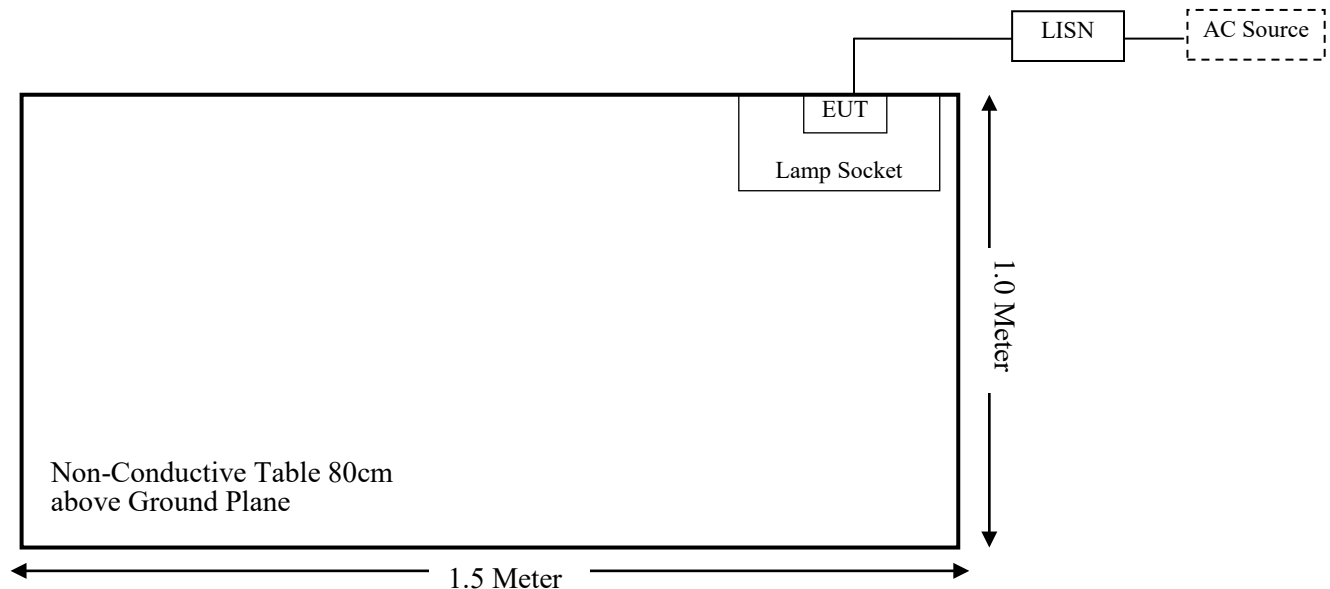 LISN
AC Source
EUT
Lamp Socket
1.0 Meter
Non-Conductive Table 80cm
above Ground Plane
1.5 Meter